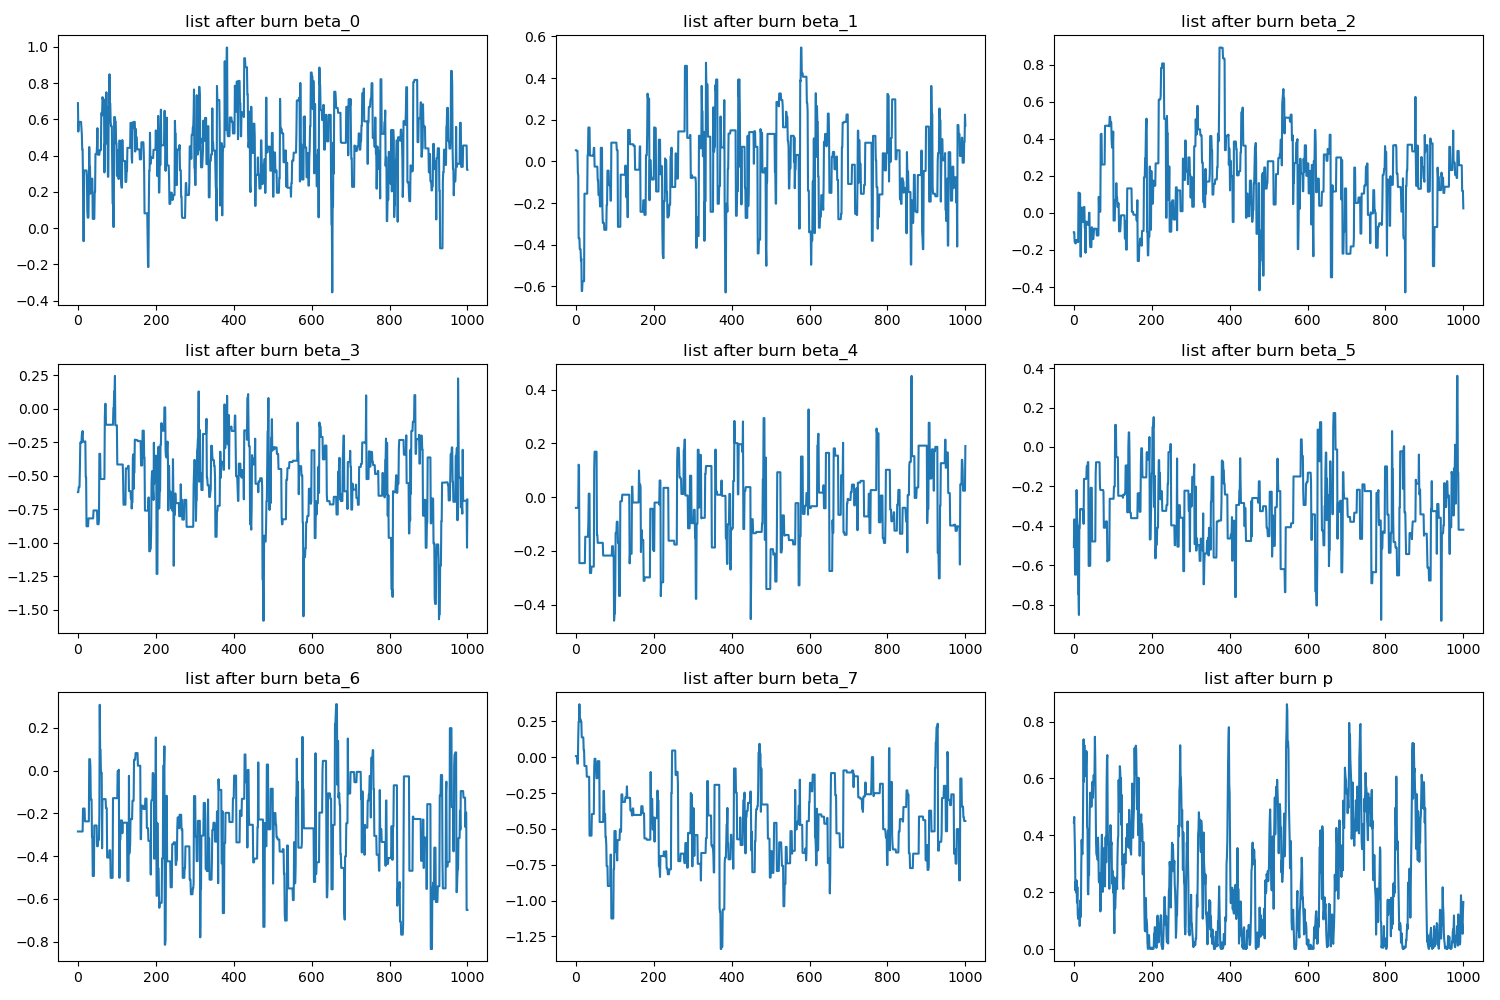 list after burn beta_0 list after burn beta_1 list after burn beta_2
1.0 0.8 0.6 0.4 0.2 0.0 −0.2 −0.4
0 200 400 600 800 1000
0.6 0.4 0.2 0.0 −0.2 −0.4 −0.6
0 200 400 600 800 1000
0.8 0.6 0.4 0.2 0.0 −0.2 −0.4
0 200 400 600 800 1000
list after burn beta_3 list after burn beta_4 list after burn beta_5
0.25 0.00 −0.25 −0.50 −0.75 −1.00 −1.25 −1.50
0 200 400 600 800 1000
0.4 0.2 0.0 −0.2 −0.4
0 200 400 600 800 1000
0.4 0.2 0.0 −0.2 −0.4 −0.6 −0.8
0 200 400 600 800 1000
list after burn beta_6 list after burn beta_7 list after burn p
0.2 0.0 −0.2 −0.4 −0.6 −0.8
0 200 400 600 800 1000
0.25 0.00 −0.25 −0.50 −0.75 −1.00 −1.25
0 200 400 600 800 1000
0.8 0.6 0.4 0.2 0.0
0 200 400 600 800 1000